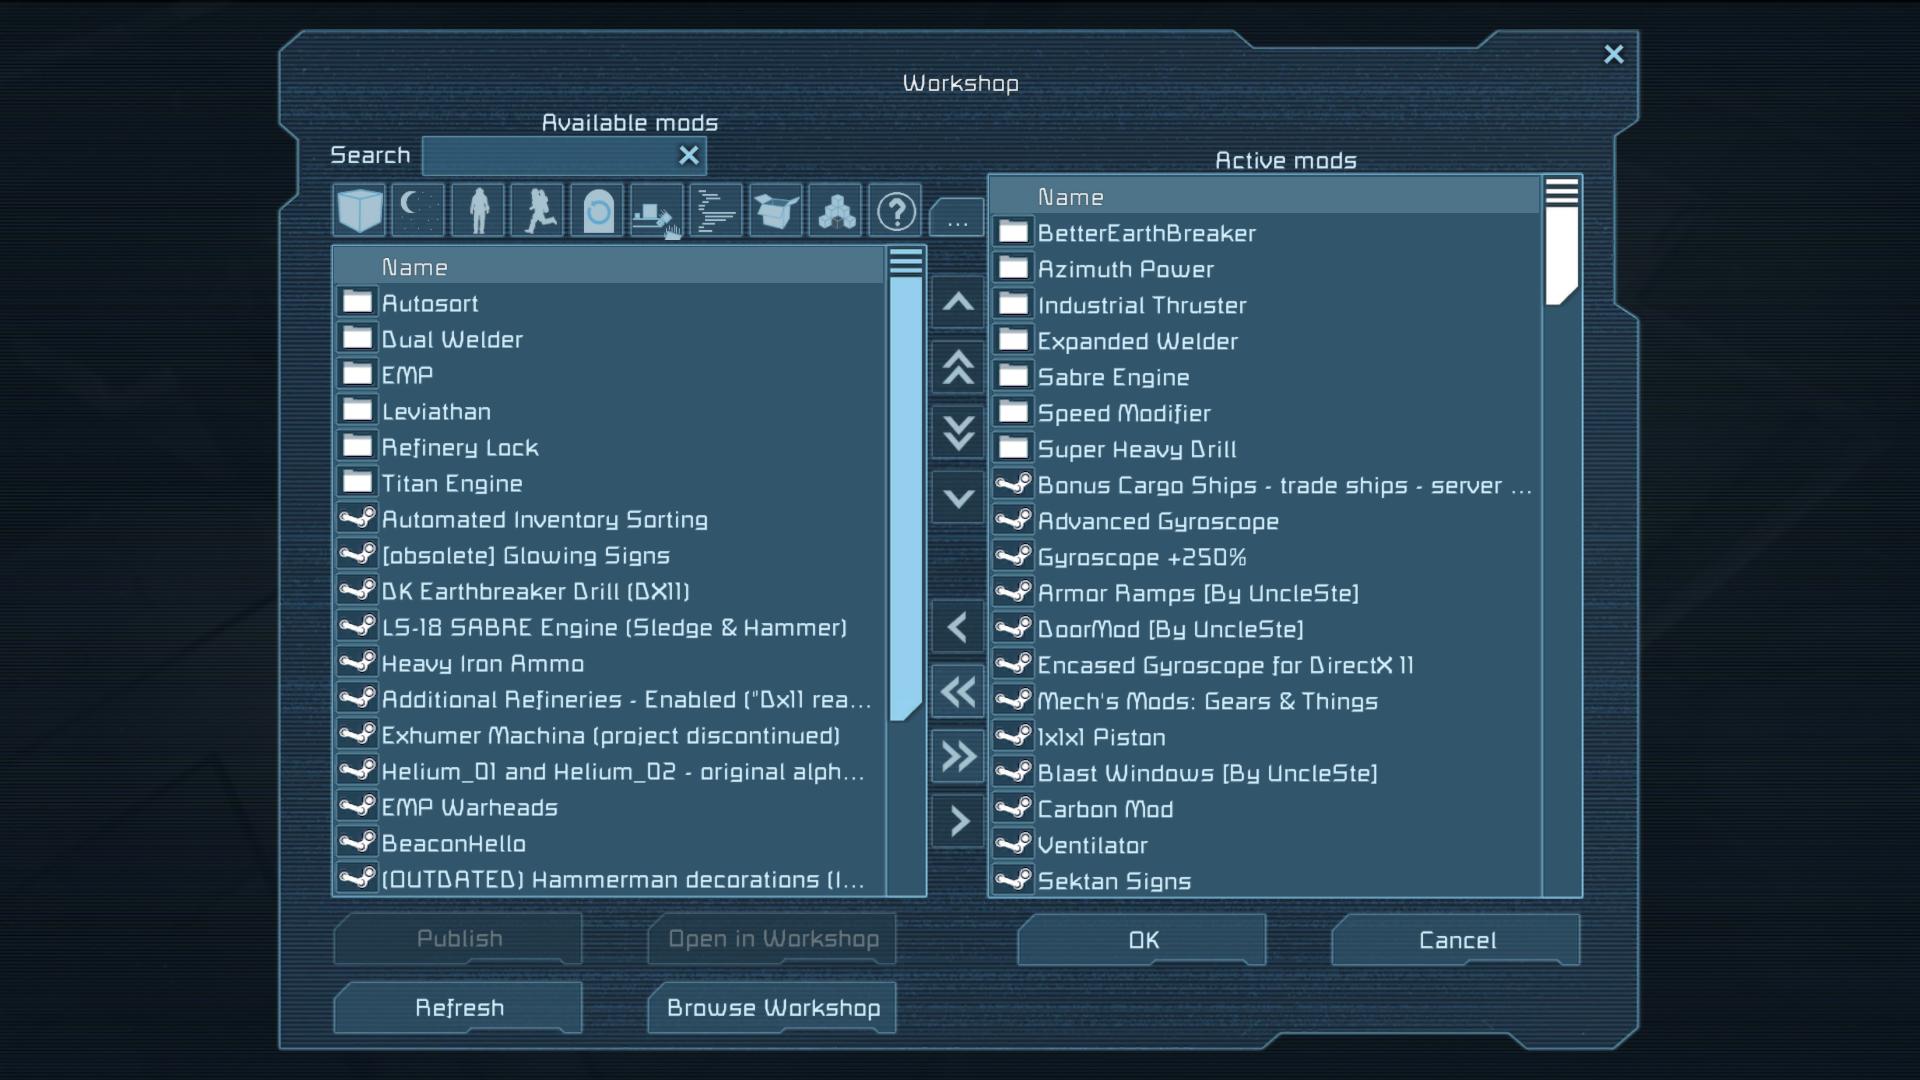 Workshop
Available mods
Search
Active mods
...
Name
Autosort
Dual Welder
EMP
Leviathan
Refinery Lock
Titan Engine
Automated Inventory Sorting
[obsolete] Glowing Signs
DK Earthbreaker Drill (DX11)
LS-18 SABRE Engine (Sledge & Hammer)
Heavy Iron Ammo
Additional Refineries - Enabled ("Dx11 rea...
Exhumer Machina (project discontinued)
Helium_01 and Helium_02 - original alph...
EMP Warheads
BeaconHello
(OUTDATED) Hammerman decorations (I...
Name
BetterEarthBreaker
Azimuth Power
Industrial Thruster
Expanded Welder
Sabre Engine
Speed Modifier
Super Heavy Drill
Bonus Cargo Ships - trade ships - server ...
Advanced Gyroscope
Gyroscope +250%
Armor Ramps [By UncleSte]
DoorMod [By UncleSte]
Encased Gyroscope for DirectX 11
Mech's Mods: Gears & Things
1x1x1 Piston
Blast Windows [By UncleSte]
Carbon Mod
Ventilator
Sektan Signs
Publish
Open in Workshop
OK
Cancel
Refresh
Browse Workshop